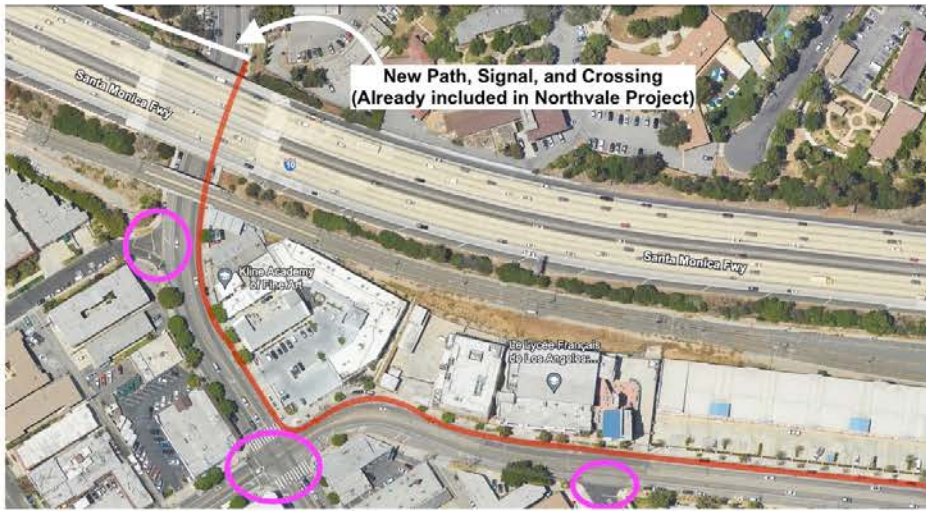 New Path, Signal, and Crossing
(Already included in Northvale Project)
Santa Monica Fwy
10
Santa Monica Fwy
Kline Academy
of Fine Art
Le Lycée Français
de Los Angeles:...